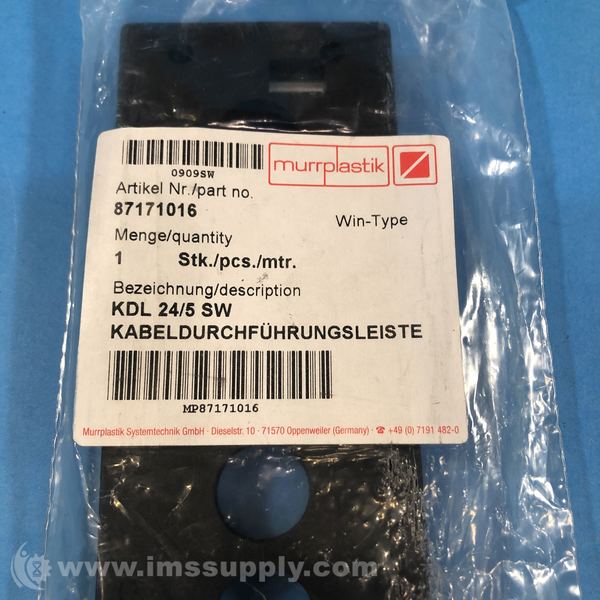 0909SW
murrplastik
Artikel Nr./part no.
87171016
Win-Type
Menge/quantity
1 Stk./pcs./mtr.
Bezeichnung/description
KDL 24/5 SW
KABELDURCHFÜHRUNGSLEISTE
MP87171016
Murrplastik Systemtechnik GmbH · Dieselstr. 10 · 71570 Oppenweiler (Germany) · ☎ +49 (0) 7191 482-0
www.imssupply.com